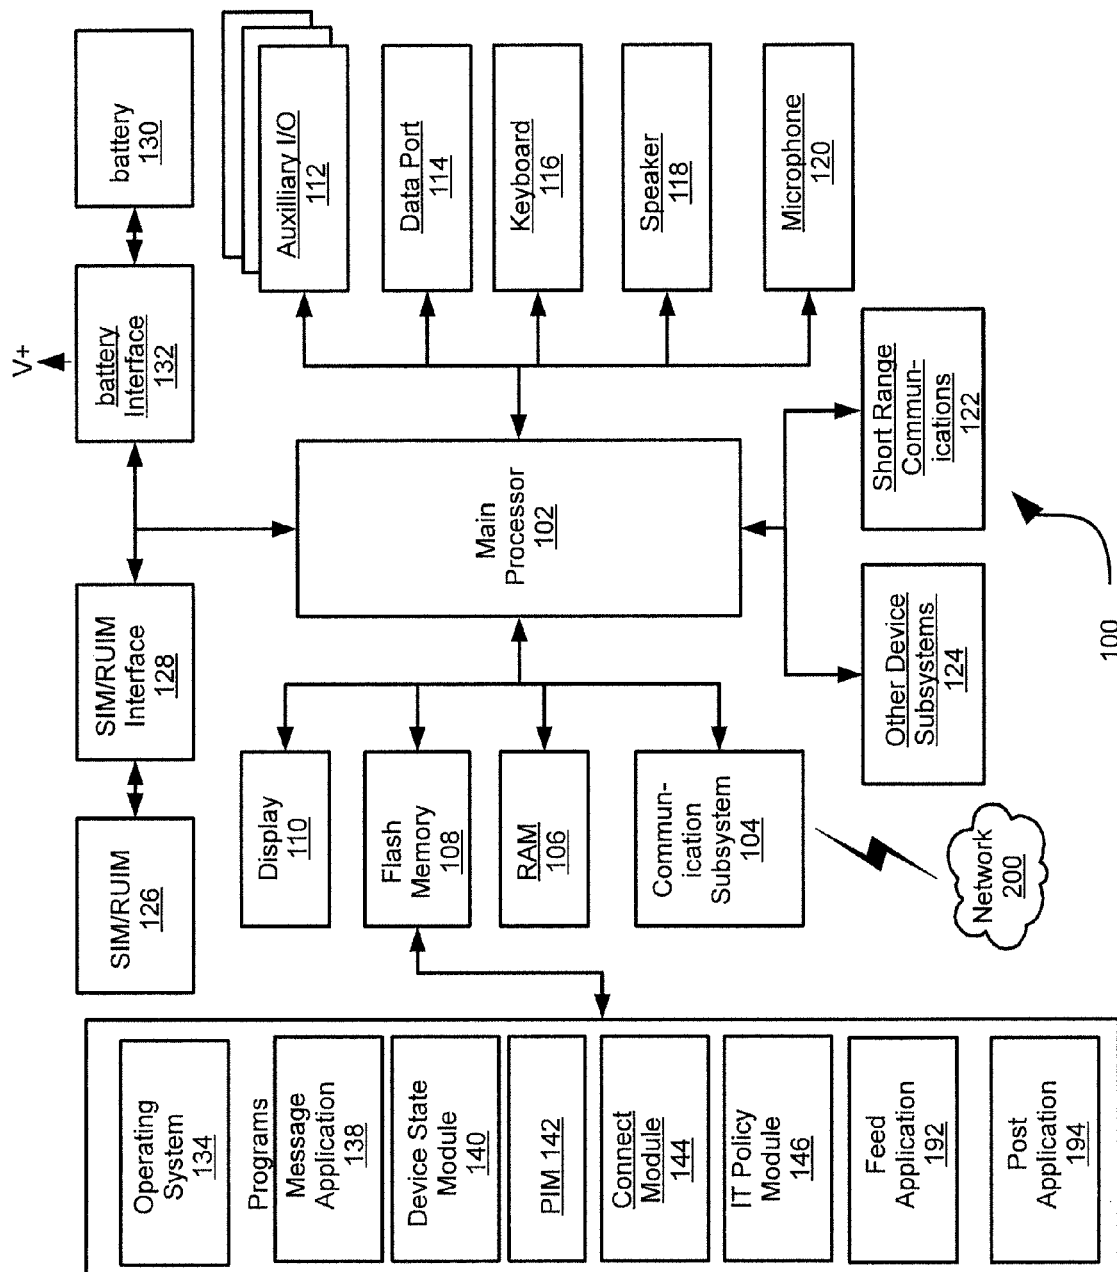 V+
SIM/RUIM
126
SIM/RUIM
Interface
128
battery
Interface
132
battery
130
Operating
System
134
Programs
Message
Application
138
Device State
Module
140
PIM 142
Connect
Module
144
IT Policy
Module
146
Feed
Application
192
Post
Application
194
Display
110
Flash
Memory
108
RAM
106
Commun-
ication
Subsystem
104
Network
200
Main
Processor
102
Auxilliary I/O
112
Data Port
114
Keyboard
116
Speaker
118
Microphone
120
Other Device
Subsystems
124
Short Range
Commun-
ications
122
100